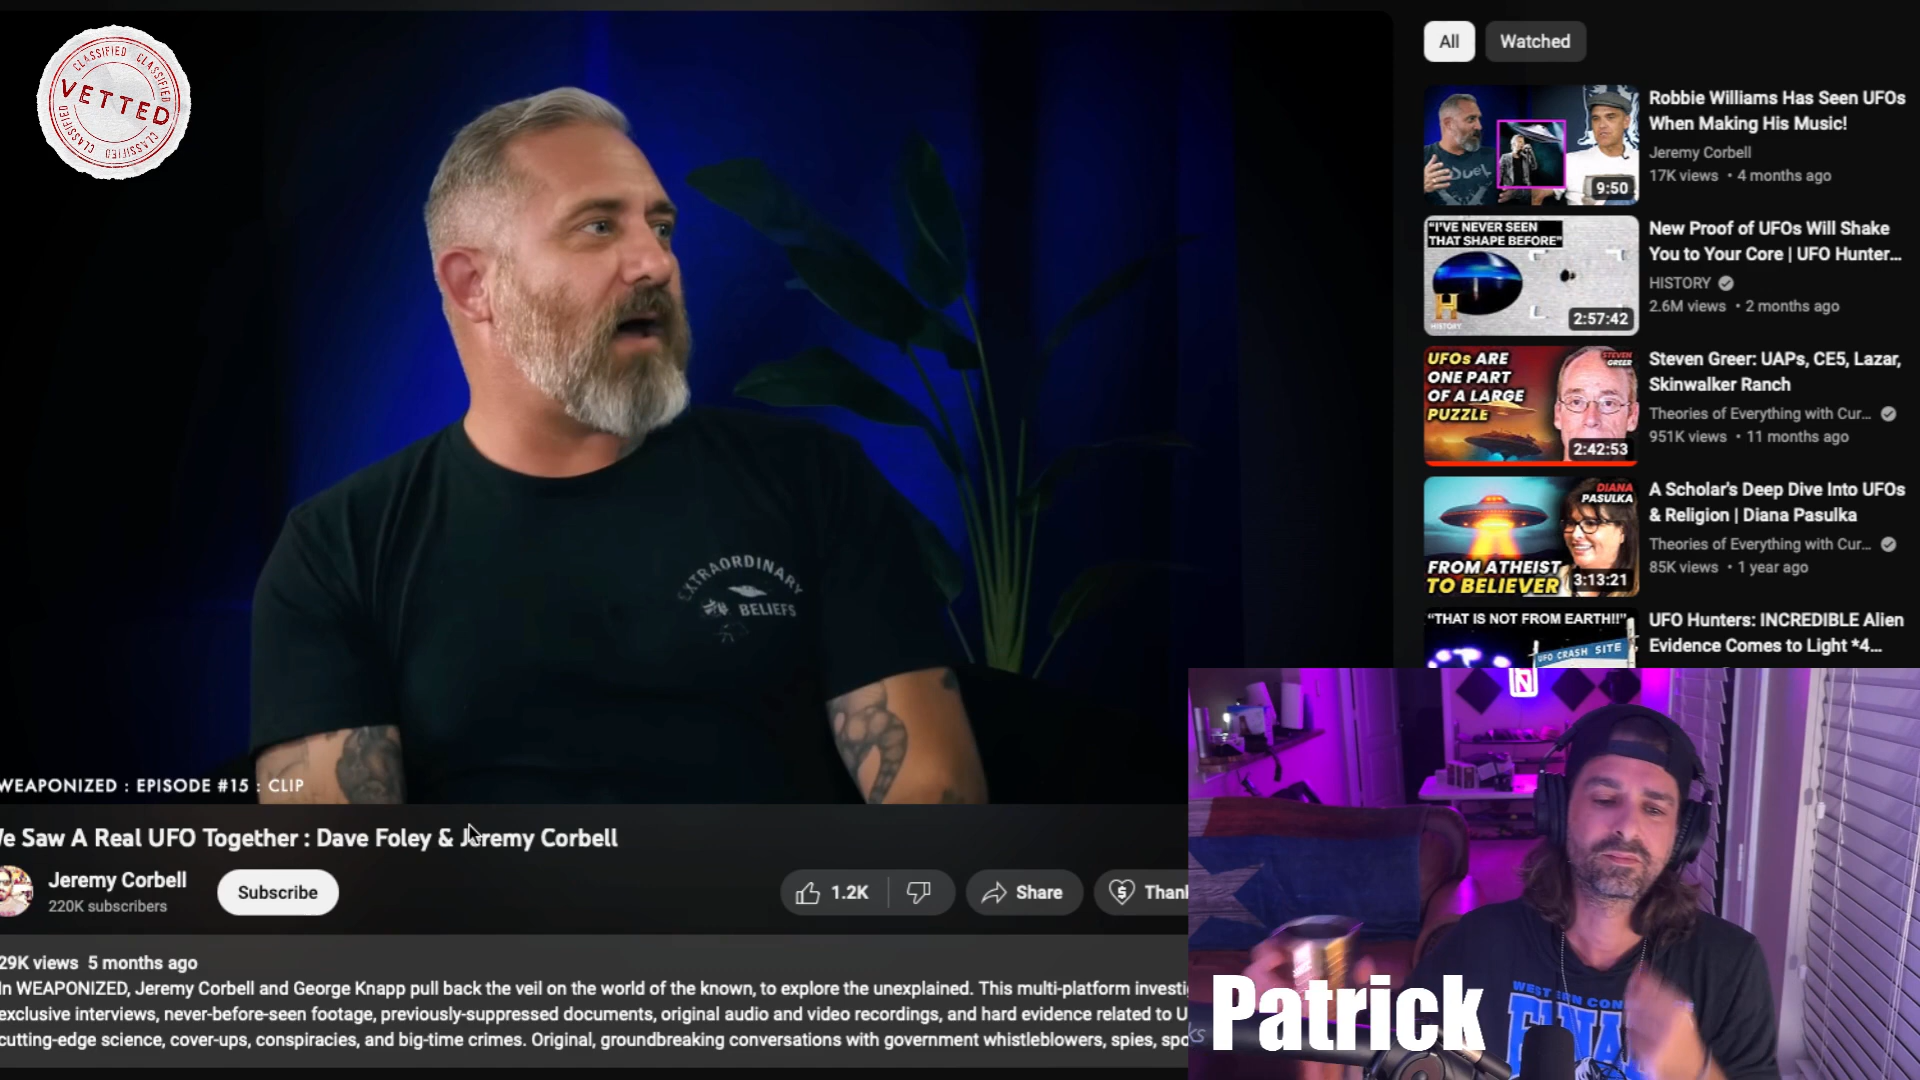 CLASSIFIED CLASSIFIED
VETTED
CLASSIFIED CLASSIFIED
EXTRAORDINARY
BELIEFS
WEAPONIZED : EPISODE #15 : CLIP
e Saw A Real UFO Together : Dave Foley & Jeremy Corbell
Jeremy Corbell
220K subscribers
Subscribe
1.2K
Share
Thank
29K views 5 months ago
In WEAPONIZED, Jeremy Corbell and George Knapp pull back the veil on the world of the known, to explore the unexplained. This multi-platform investi
exclusive interviews, never-before-seen footage, previously-suppressed documents, original audio and video recordings, and hard evidence related to U
cutting-edge science, cover-ups, conspiracies, and big-time crimes. Original, groundbreaking conversations with government whistleblowers, spies, spo
All
Watched
Duel
9:50
Robbie Williams Has Seen UFOs
When Making His Music!
Jeremy Corbell
17K views • 4 months ago
"I'VE NEVER SEEN
THAT SHAPE BEFORE"
H
HISTORY
2:57:42
New Proof of UFOs Will Shake
You to Your Core | UFO Hunter...
HISTORY
2.6M views • 2 months ago
UFOs ARE
ONE PART
OF A LARGE
PUZZLE
STEVEN
GREER
2:42:53
Steven Greer: UAPs, CE5, Lazar,
Skinwalker Ranch
Theories of Everything with Cur...
951K views • 11 months ago
DIANA
PASULKA
FROM ATHEIST
TO BELIEVER
3:13:21
A Scholar's Deep Dive Into UFOs
& Religion | Diana Pasulka
Theories of Everything with Cur...
85K views • 1 year ago
"THAT IS NOT FROM EARTH!!"
UFO CRASH SITE
UFO Hunters: INCREDIBLE Alien
Evidence Comes to Light *4...
ks
Patrick